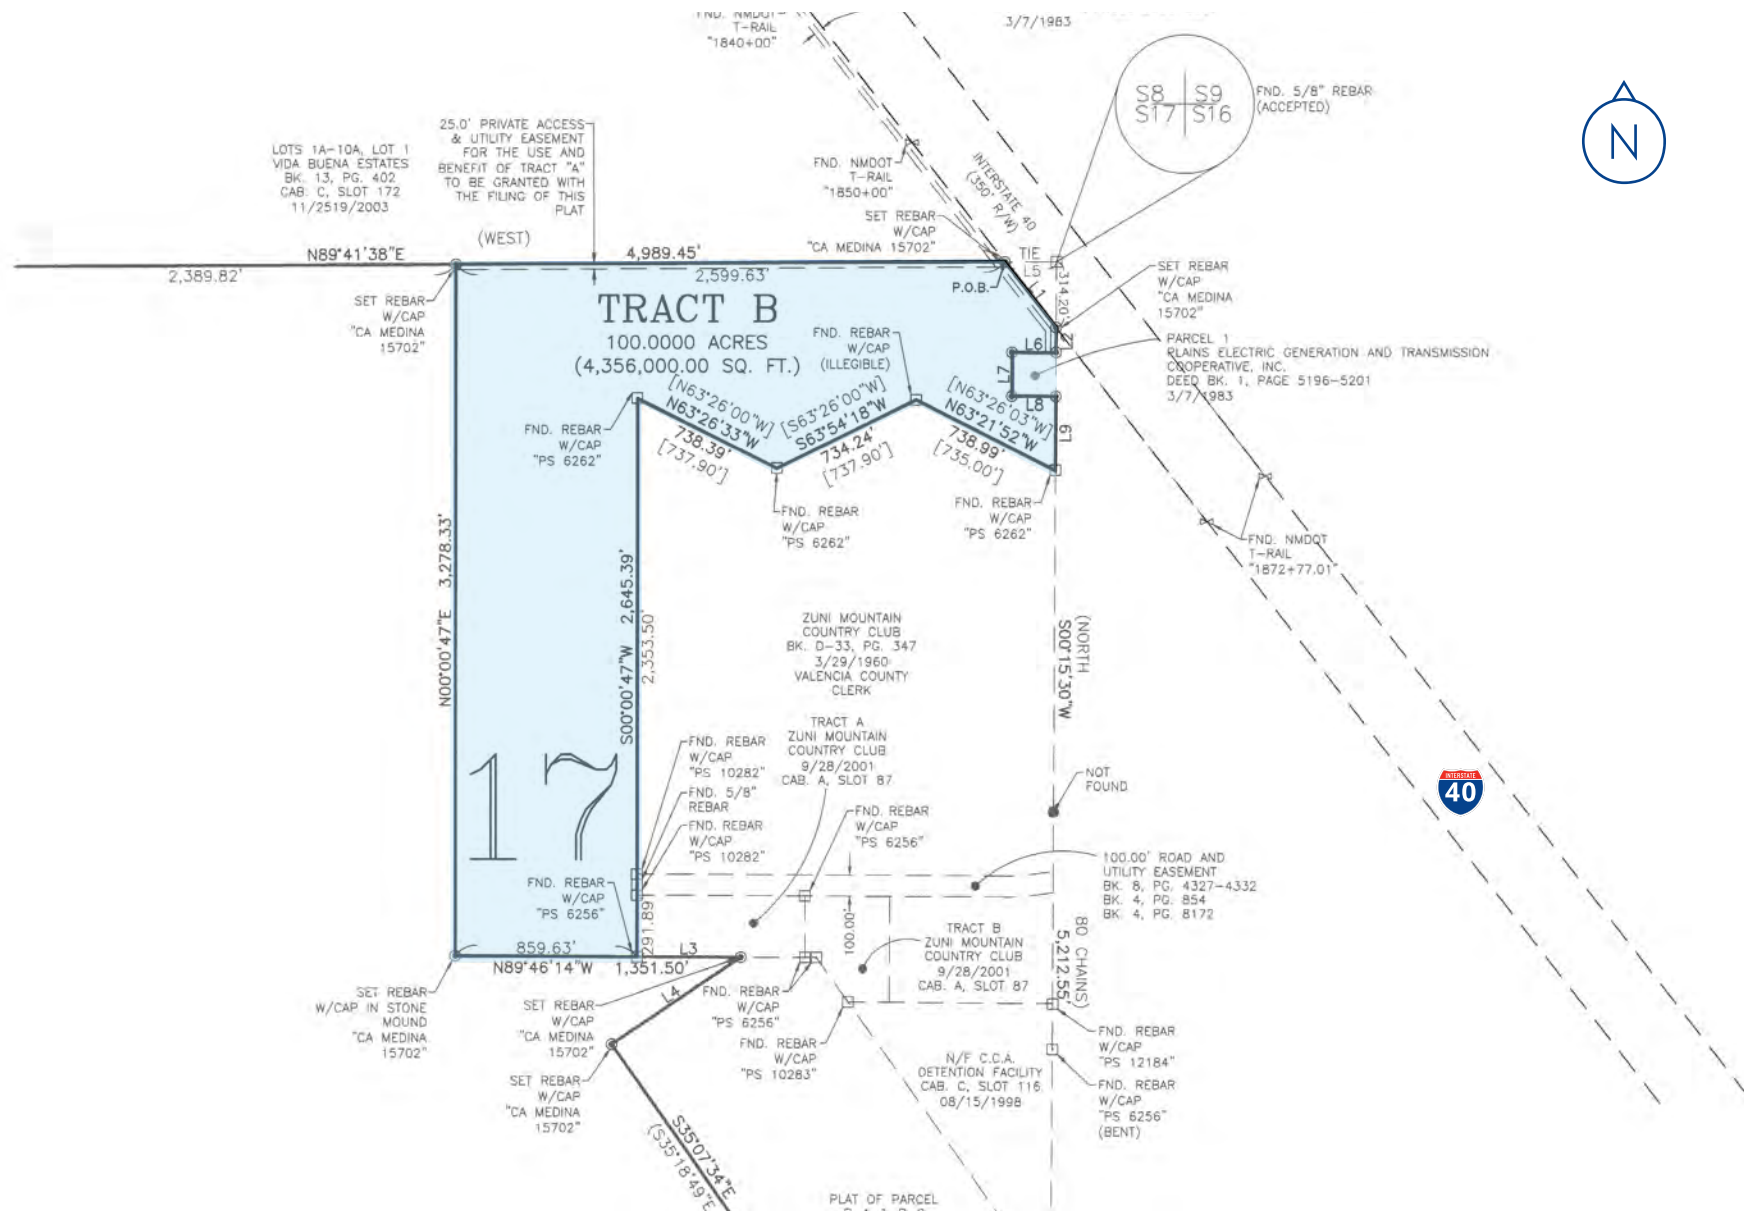 FND. NMDOT
T-RAIL
"1840+00"
3/7/1983
S8 S9
S17 S16
FND. 5/8" REBAR
(ACCEPTED)
N
LOTS 1A-10A, LOT 1
VIDA BUENA ESTATES
BK. 13, PG. 402
CAB. C, SLOT 172
11/2519/2003
25.0' PRIVATE ACCESS
& UTILITY EASEMENT
FOR THE USE AND
BENEFIT OF TRACT "A"
TO BE GRANTED WITH
THE FILING OF THIS
PLAT
FND. NMDOT
T-RAIL
"1850+00"
INTERSTATE 40
(350' R/W)
SET REBAR
W/CAP
"CA MEDINA 15702"
(WEST)
N89°41'38"E
4,989.45'
2,389.82'
2,599.63'
TIE
L5
P.O.B.
L1
314.20'
SET REBAR
W/CAP
"CA MEDINA
15702"
SET REBAR
W/CAP
"CA MEDINA
15702"
TRACT B
100.0000 ACRES
(4,356,000.00 SQ. FT.)
FND. REBAR
W/CAP
(ILLEGIBLE)
L6
L7
L8
L2
L9
PARCEL 1
PLAINS ELECTRIC GENERATION AND TRANSMISSION
COOPERATIVE, INC.
DEED BK. 1, PAGE 5196-5201
3/7/1983
[N63°26'00"W]
N63°26'33"W
738.39'
[737.90']
[S63°26'00"W]
S63°54'18"W
734.24'
[737.90']
[N63°26'03"W]
N63°21'52"W
738.99'
[735.00']
FND. REBAR
W/CAP
"PS 6262"
FND. REBAR
W/CAP
"PS 6262"
FND. REBAR
W/CAP
"PS 6262"
FND. NMDOT
T-RAIL
"1872+77.01"
N00°00'47"E 3,278.33'
S00°00'47"W 2,645.39'
2,353.50'
ZUNI MOUNTAIN
COUNTRY CLUB
BK. D-33, PG. 347
3/29/1960
VALENCIA COUNTY
CLERK
(NORTH
S00°15'30"W
TRACT A
ZUNI MOUNTAIN
COUNTRY CLUB
9/28/2001
CAB. A, SLOT 87
17
FND. REBAR
W/CAP
"PS 10282"
FND. 5/8"
REBAR
FND. REBAR
W/CAP
"PS 10282"
NOT
FOUND
INTERSTATE
40
FND. REBAR
W/CAP
"PS 6256"
FND. REBAR
W/CAP
"PS 6256"
100.00' ROAD AND
UTILITY EASEMENT
BK. 8, PG. 4327-4332
BK. 4, PG. 854
BK. 4, PG. 8172
291.89'
100.00'
TRACT B
ZUNI MOUNTAIN
COUNTRY CLUB
9/28/2001
CAB. A, SLOT 87
80 CHAINS)
5,212.55'
859.63'
L3
N89°46'14"W 1,351.50'
L4
SET REBAR
W/CAP IN STONE
MOUND
"CA MEDINA
15702"
SET REBAR
W/CAP
"CA MEDINA
15702"
FND. REBAR
W/CAP
"PS 6256"
FND. REBAR
W/CAP
"PS 10283"
FND. REBAR
W/CAP
"PS 12184"
N/F C.C.A.
DETENTION FACILITY
CAB. C, SLOT 116
08/15/1998
SET REBAR
W/CAP
"CA MEDINA
15702"
FND. REBAR
W/CAP
"PS 6256"
(BENT)
S35°07'34"E
(S35°18'49"E
PLAT OF PARCEL